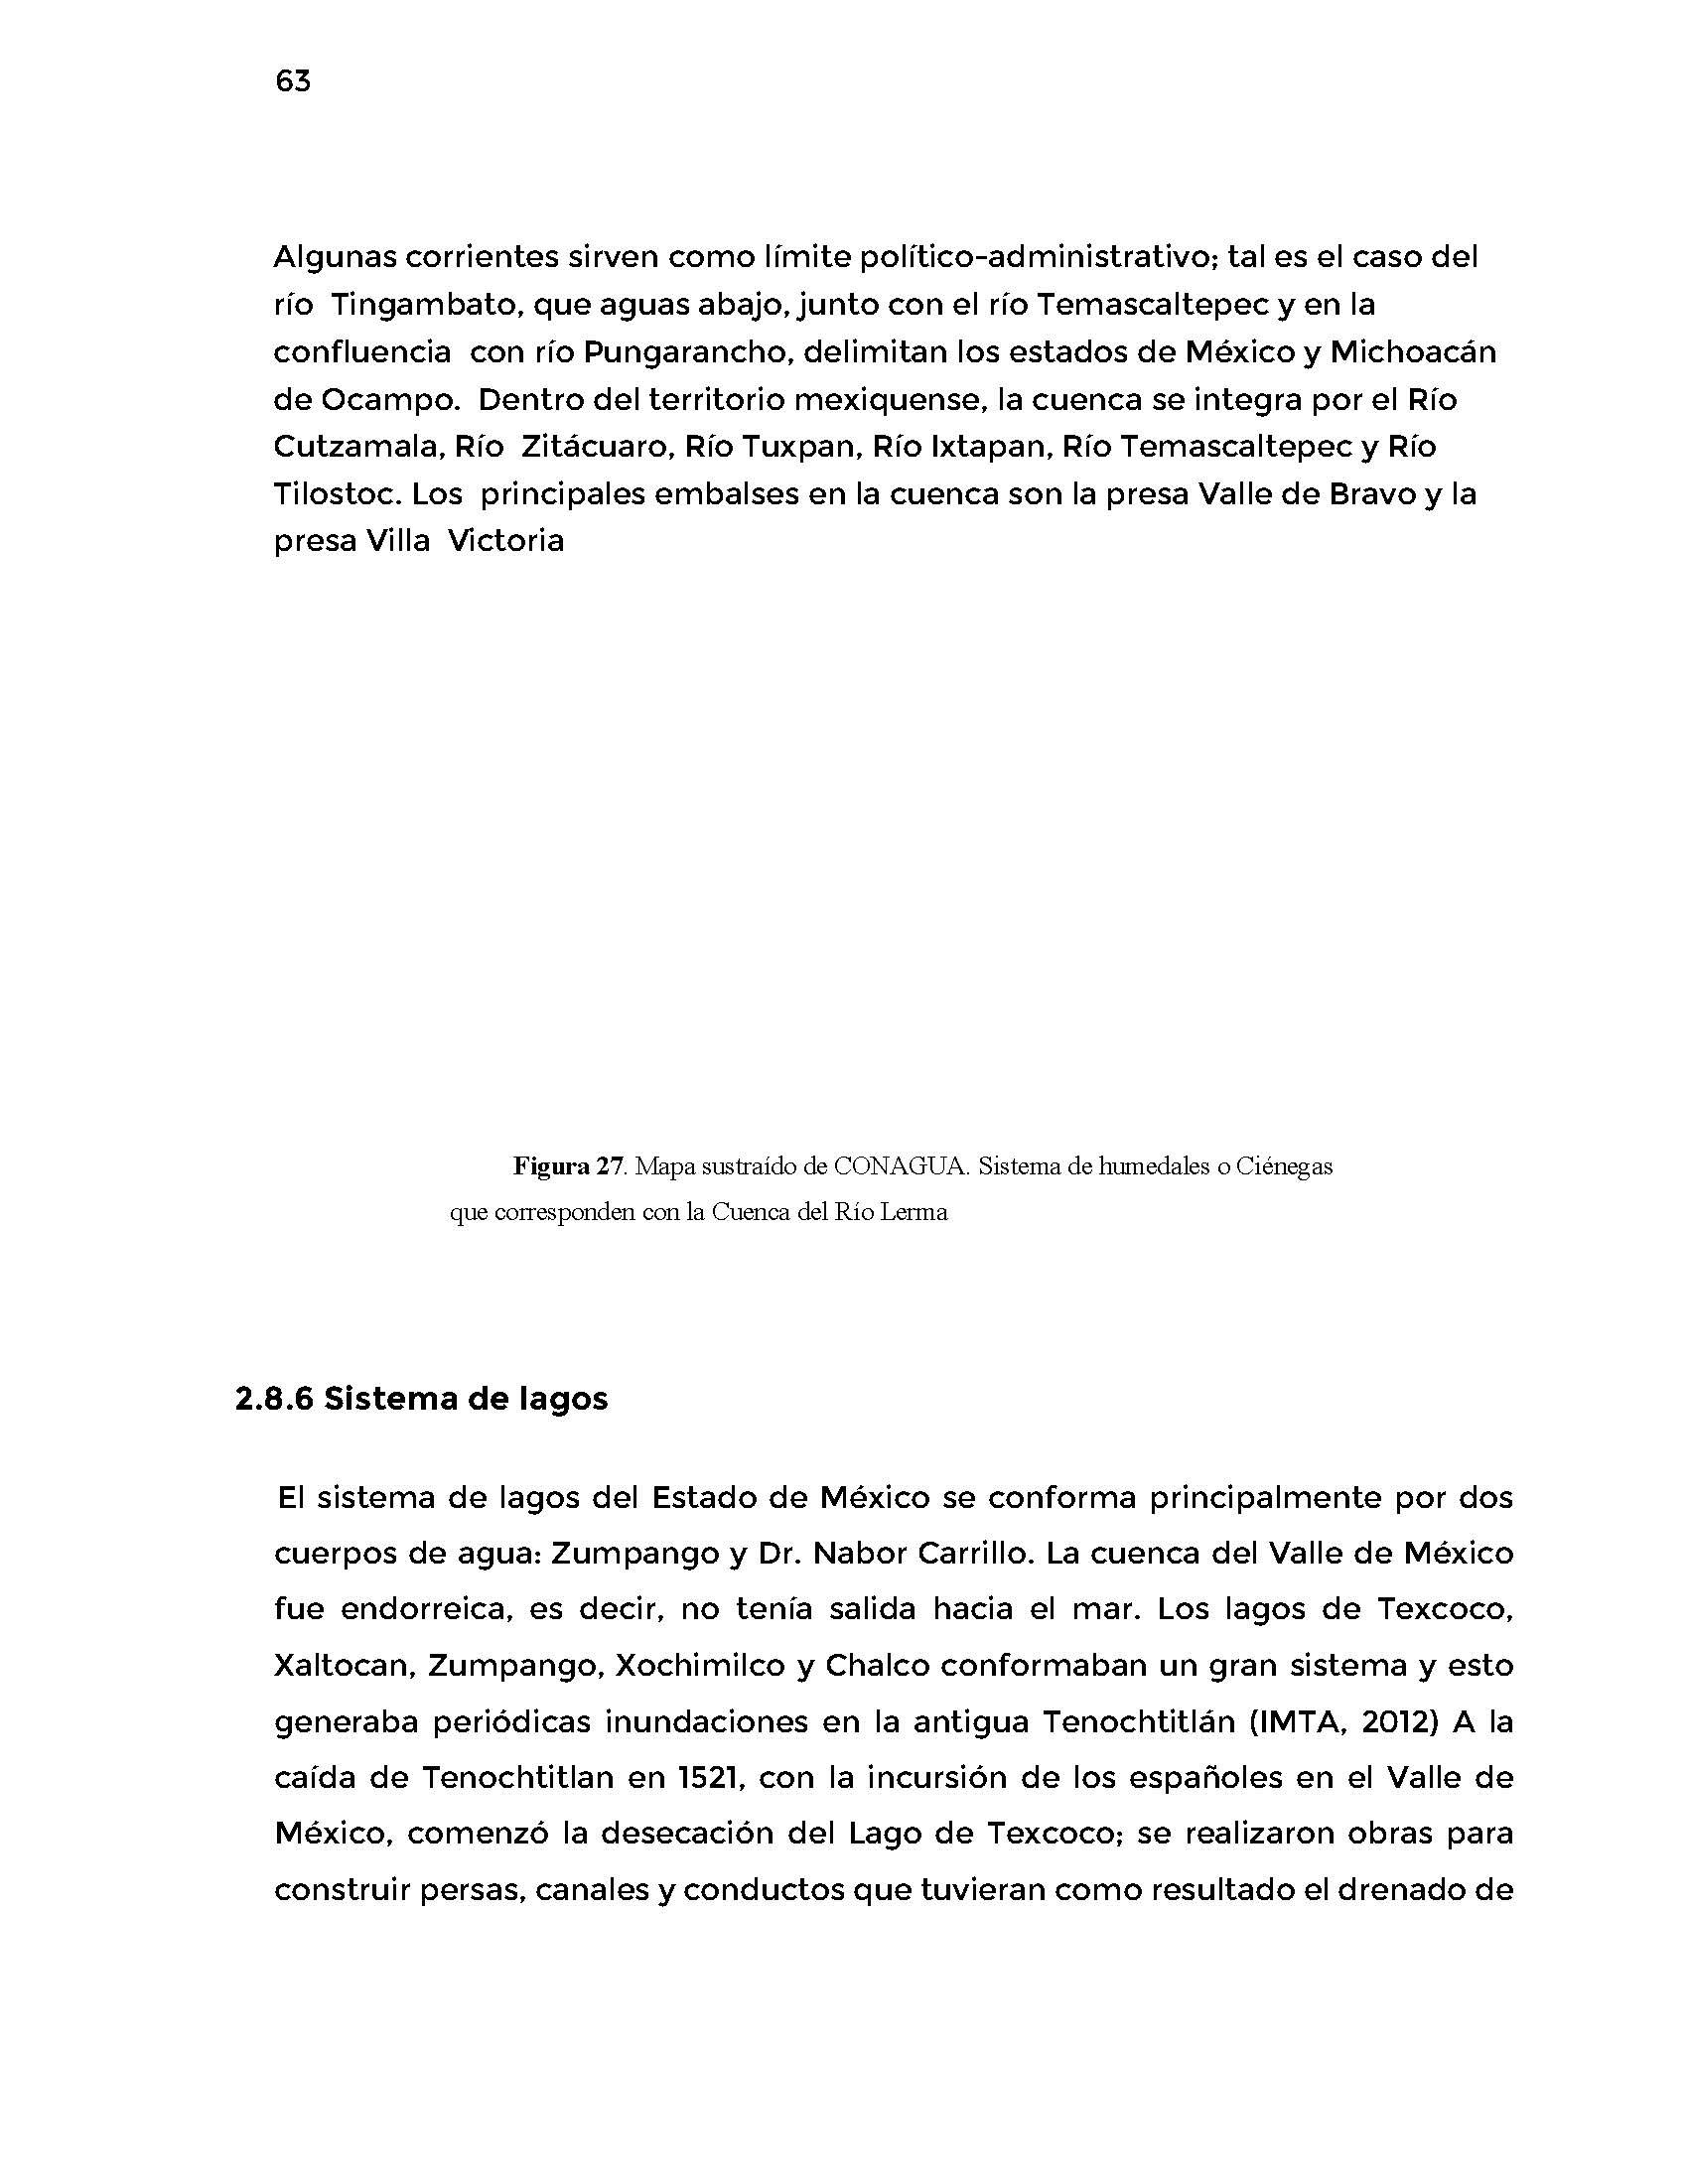 63
Algunas corrientes sirven como límite político-administrativo; tal es el caso del
río Tingambato, que aguas abajo, junto con el río Temascaltepec y en la
confluencia con río Pungarancho, delimitan los estados de México y Michoacán
de Ocampo. Dentro del territorio mexiquense, la cuenca se integra por el Río
Cutzamala, Río Zitácuaro, Río Tuxpan, Río Ixtapan, Río Temascaltepec y Río
Tilostoc. Los principales embalses en la cuenca son la presa Valle de Bravo y la
presa Villa Victoria
Figura 27. Mapa sustraído de CONAGUA. Sistema de humedales o Ciénegas
que corresponden con la Cuenca del Río Lerma
2.8.6 Sistema de lagos
El sistema de lagos del Estado de México se conforma principalmente por dos
cuerpos de agua: Zumpango y Dr. Nabor Carrillo. La cuenca del Valle de México
fue endorreica, es decir, no tenía salida hacia el mar. Los lagos de Texcoco,
Xaltocan, Zumpango, Xochimilco y Chalco conformaban un gran sistema y esto
generaba periódicas inundaciones en la antigua Tenochtitlán (IMTA, 2012) A la
caída de Tenochtitlan en 1521, con la incursión de los españoles en el Valle de
México, comenzó la desecación del Lago de Texcoco; se realizaron obras para
construir persas, canales y conductos que tuvieran como resultado el drenado de